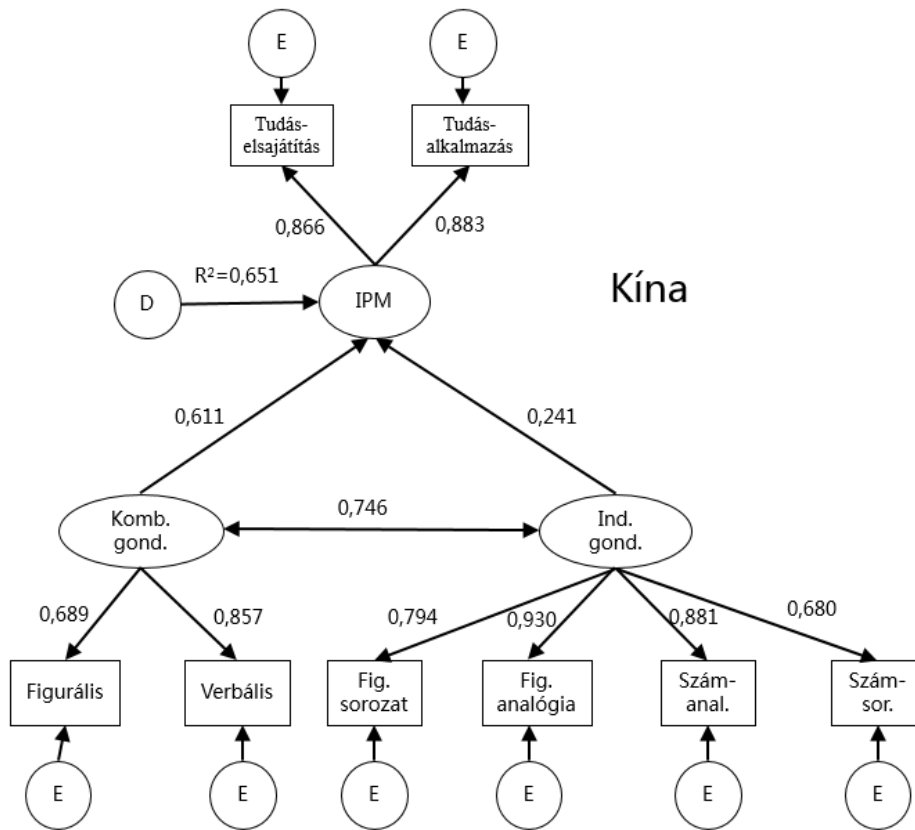 E
E
Tudás-
elsajátítás
Tudás-
alkalmazás
0,866
0,883
R²=0,651
D
IPM
Kína
0,611
0,241
Komb.
gond.
0,746
Ind.
gond.
0,689
0,857
0,794
0,930
0,881
0,680
Figurális
Verbális
Fig.
sorozat
Fig.
analógia
Szám-
anal.
Szám-
sor.
E
E
E
E
E
E